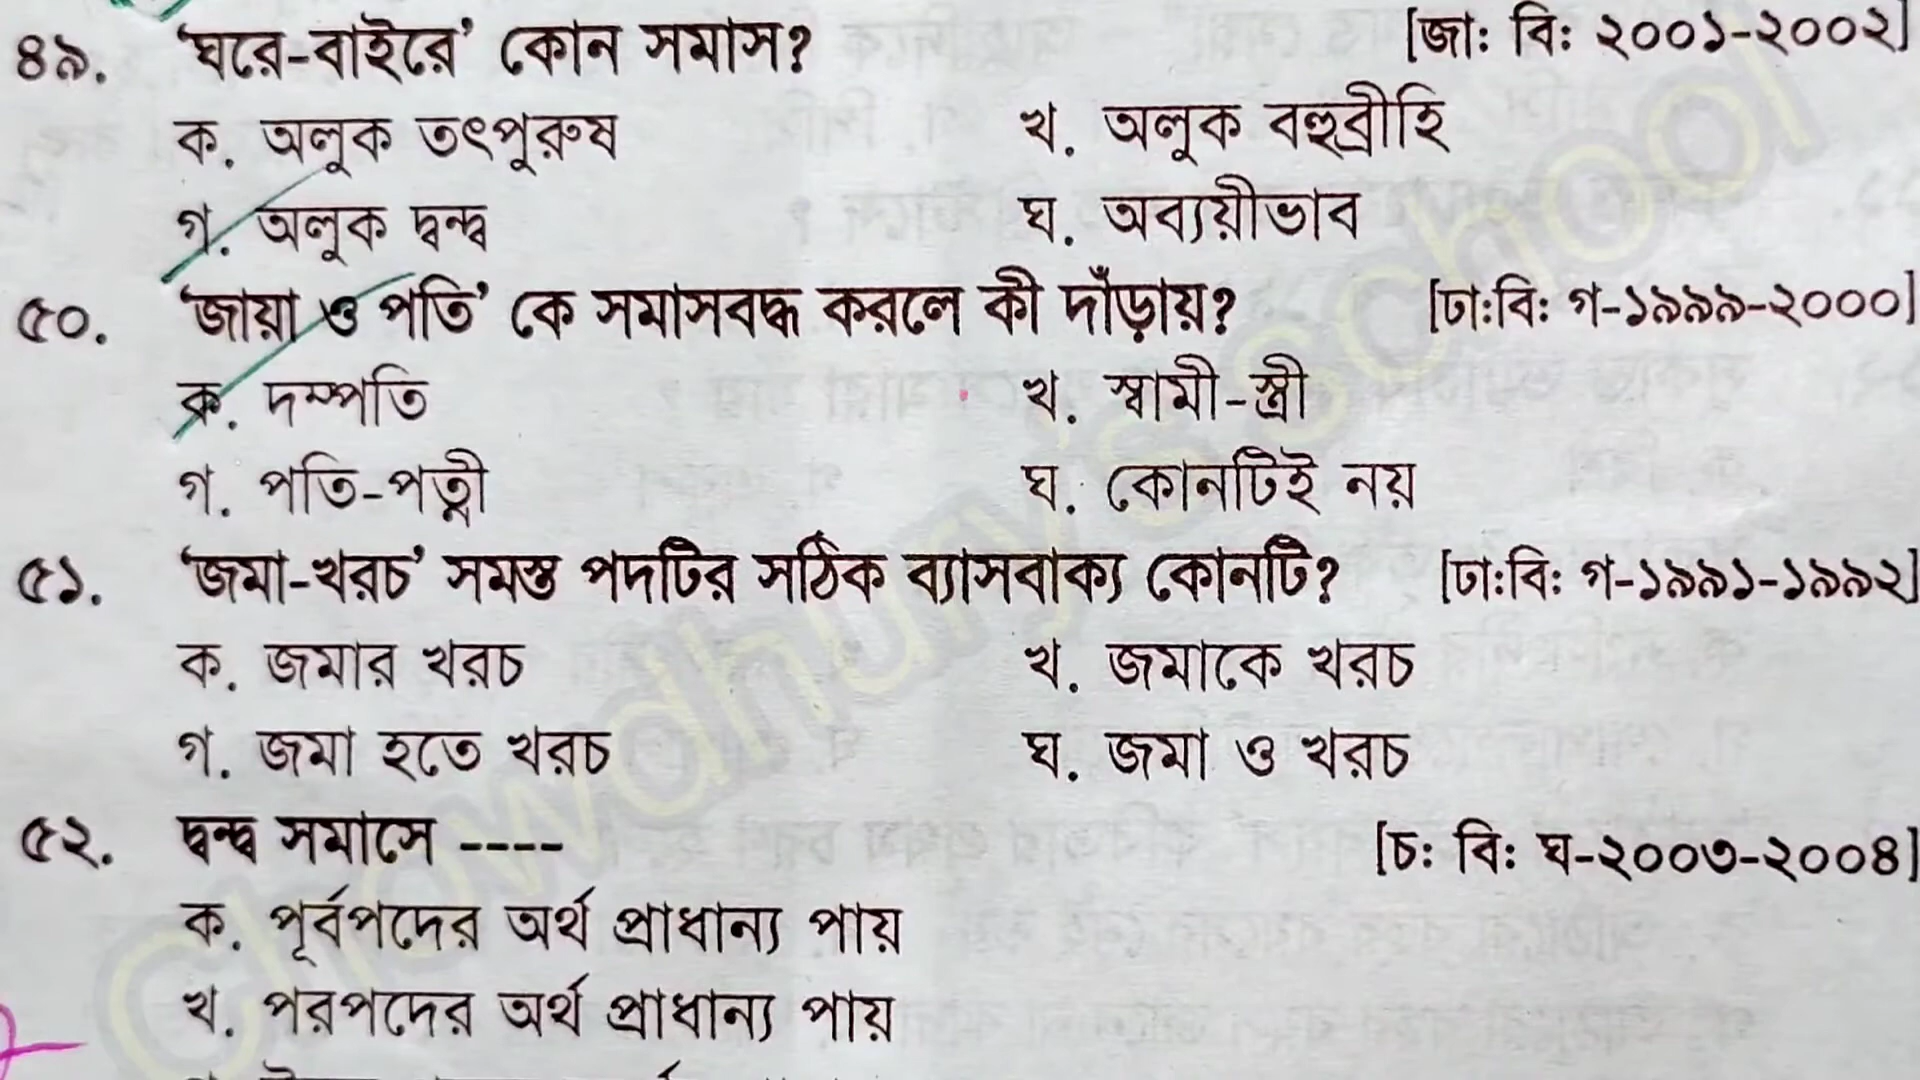 ৪৯. ‘ঘরে-বাইরে’ কোন সমাস? [জা: বি: ২০০১-২০০২]
ক. অলুক তৎপুরুষ খ. অলুক বহুব্রীহি
গ. অলুক দ্বন্দ্ব ঘ. অব্যয়ীভাব
৫০. ‘জায়া ও পতি’ কে সমাসবদ্ধ করলে কী দাঁড়ায়? [ঢা:বি: গ-১৯৯৯-২০০০]
ক. দম্পতি খ. স্বামী-স্ত্রী
গ. পতি-পত্নী ঘ. কোনটিই নয়
৫১. ‘জমা-খরচ’ সমস্ত পদটির সঠিক ব্যাসবাক্য কোনটি? [ঢা:বি: গ-১৯৯১-১৯৯২]
ক. জমার খরচ খ. জমাকে খরচ
গ. জমা হতে খরচ ঘ. জমা ও খরচ
৫২. দ্বন্দ্ব সমাসে ---- [চ: বি: ঘ-২০০৩-২০০৪]
ক. পূর্বপদের অর্থ প্রাধান্য পায়
খ. পরপদের অর্থ প্রাধান্য পায়
Chowdhury's school